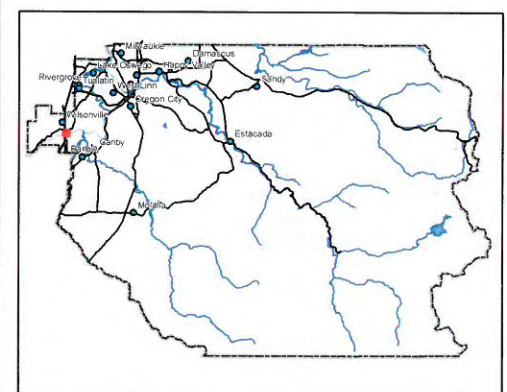 Milwaukie
Damascus
Lake Oswego
Happy Valley
Rivergrove
Tualatin
Sandy
West Linn
Oregon City
Wilsonville
Estacada
Canby
Barlow
Molalla